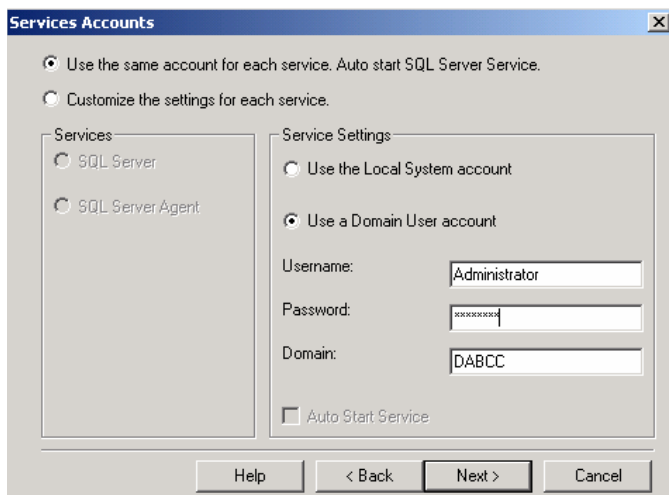 Services Accounts
Use the same account for each service. Auto start SQL Server Service.
Customize the settings for each service.
Services
SQL Server
SQL Server Agent
Service Settings
Use the Local System account
Use a Domain User account
Username:
Administrator
Password:
********
Domain:
DABCC
Auto Start Service
Help
< Back
Next >
Cancel